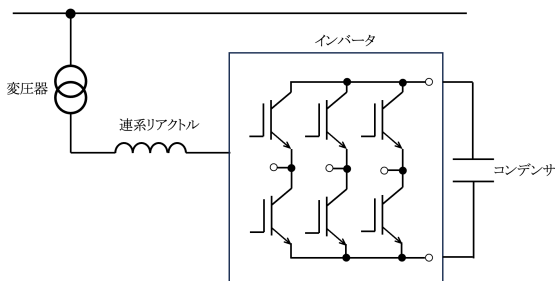 インバータ
変圧器
連系リアクトル
コンデンサ